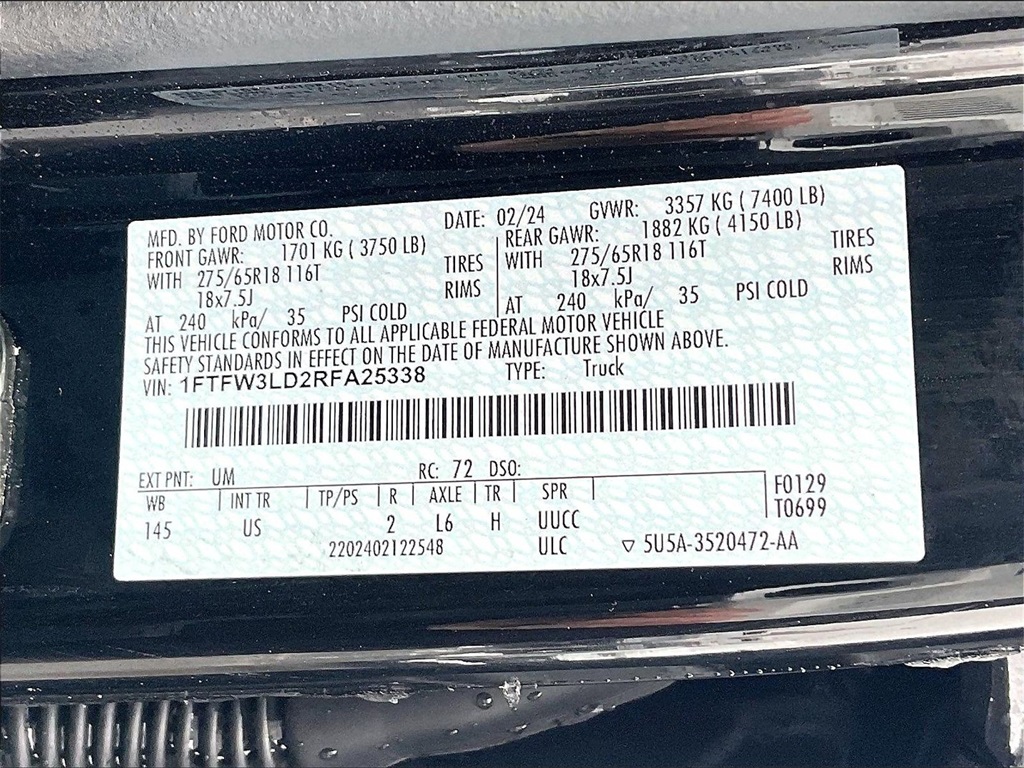 MFD. BY FORD MOTOR CO. DATE: 02/24 GVWR: 3357 KG ( 7400 LB)
FRONT GAWR: 1701 KG ( 3750 LB) REAR GAWR: 1882 KG ( 4150 LB)
WITH 275/65R18 116T TIRES WITH 275/65R18 116T TIRES
18x7.5J RIMS 18x7.5J RIMS
AT 240 kPa/ 35 PSI COLD AT 240 kPa/ 35 PSI COLD
THIS VEHICLE CONFORMS TO ALL APPLICABLE FEDERAL MOTOR VEHICLE
SAFETY STANDARDS IN EFFECT ON THE DATE OF MANUFACTURE SHOWN ABOVE.
VIN: 1FTFW3LD2RFA25338 TYPE: Truck
EXT PNT: UM RC: 72 DSO:
WB INT TR TP/PS R AXLE TR SPR F0129
145 US 2 L6 H UUCC T0699
2202402122548 ULC ▽ 5U5A-3520472-AA